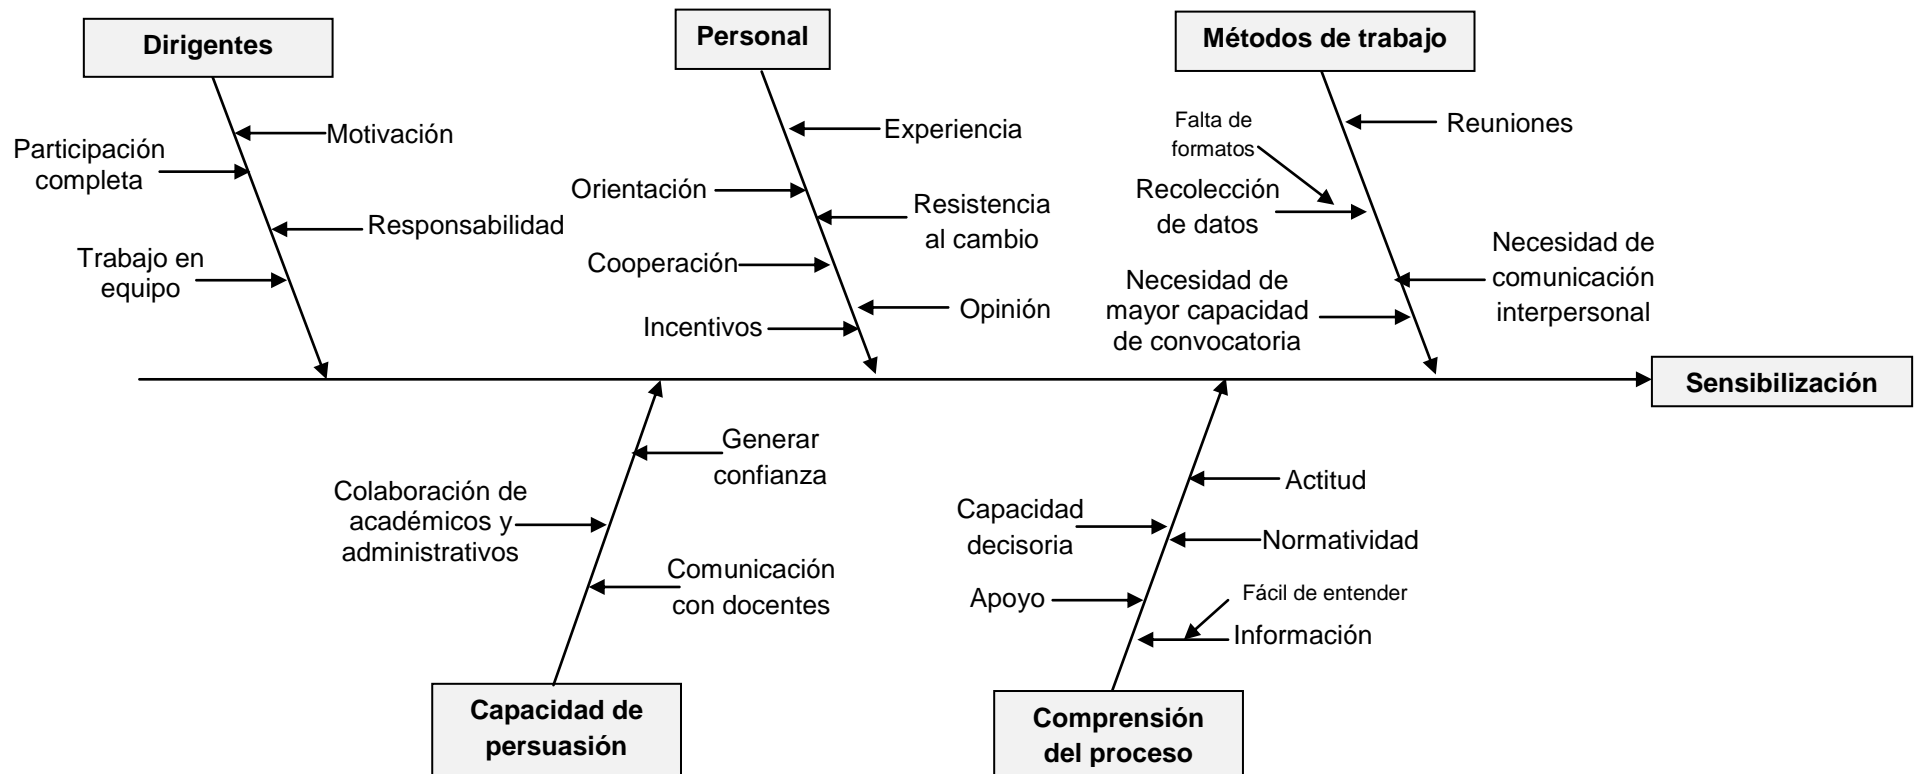 Dirigentes
Personal
Métodos de trabajo
Motivación
Participación
completa
Responsabilidad
Trabajo en
equipo
Experiencia
Orientación
Resistencia
al cambio
Cooperación
Opinión
Incentivos
Reuniones
Falta de
formatos
Recolección
de datos
Necesidad de
comunicación
interpersonal
Necesidad de
mayor capacidad
de convocatoria
Sensibilización
Generar
confianza
Colaboración de
académicos y
administrativos
Comunicación
con docentes
Capacidad de
persuasión
Actitud
Capacidad
decisoria
Normatividad
Apoyo
Fácil de entender
Información
Comprensión
del proceso